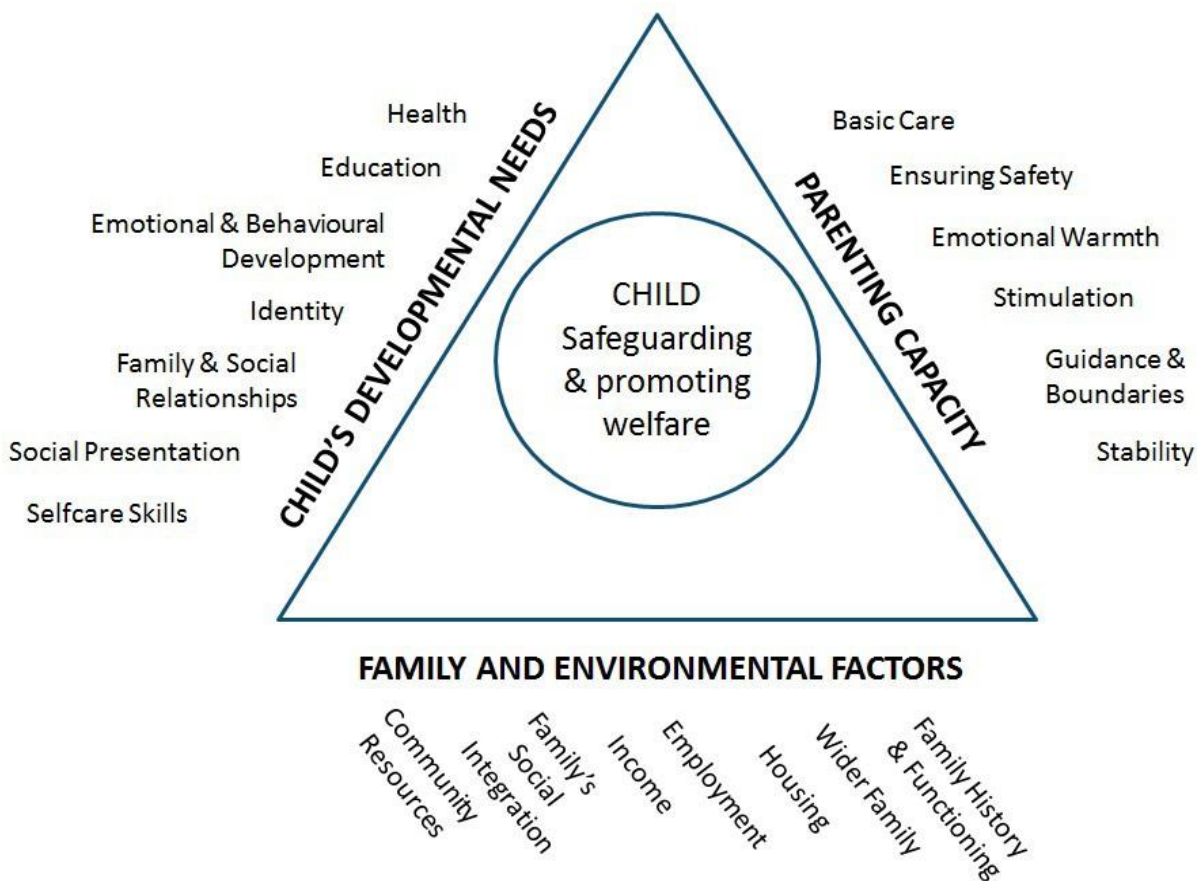 Health
Education
Emotional & Behavioural
Development
Identity
Family & Social
Relationships
Social Presentation
Selfcare Skills
CHILD'S DEVELOPMENTAL NEEDS
CHILD
Safeguarding
& promoting
welfare
PARENTING CAPACITY
Basic Care
Ensuring Safety
Emotional Warmth
Stimulation
Guidance &
Boundaries
Stability
FAMILY AND ENVIRONMENTAL FACTORS
Community
Resources
Family's
Social
Integration
Income
Employment
Housing
Wider Family
Family History
& Functioning